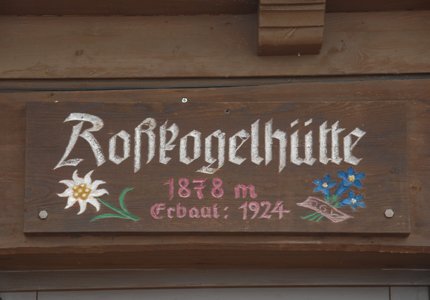 Roßkogelhütte
1878 m
Erbaut: 1924